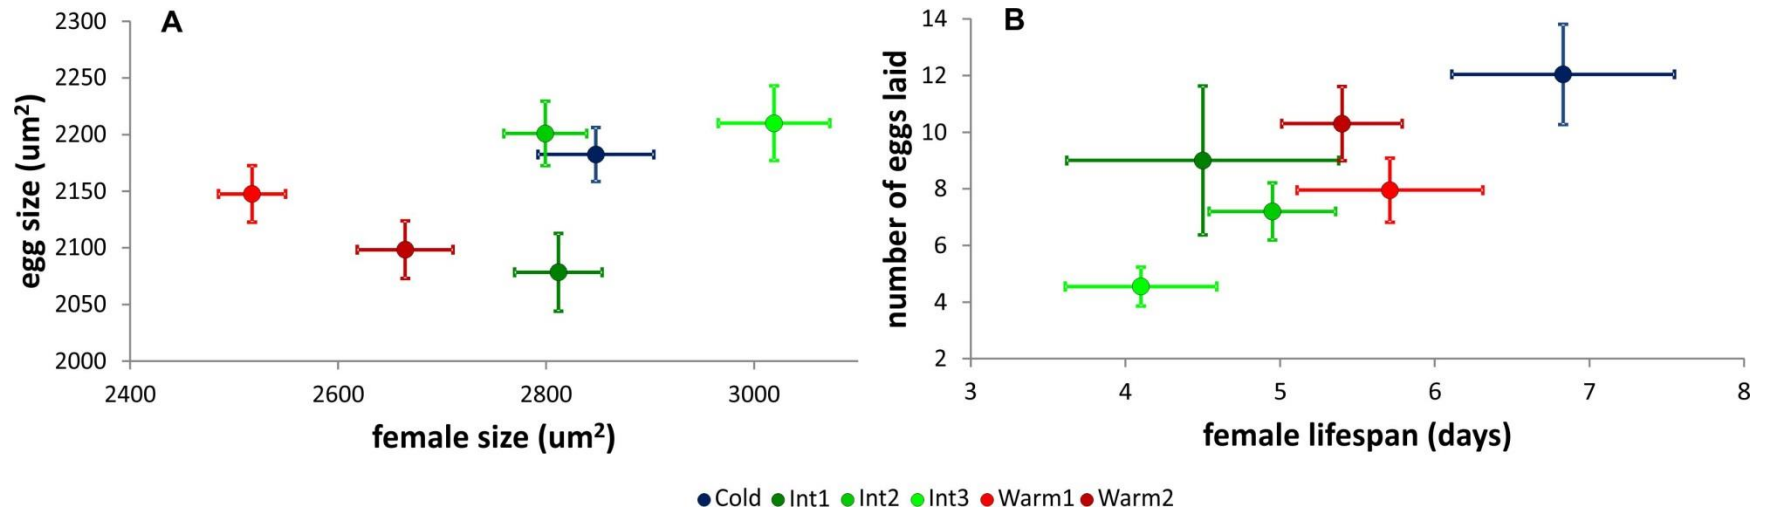 A
2300
2250
2200
2150
2100
2050
2000
egg size (um²)
2400 2600 2800 3000
female size (um²)
B
14
12
10
8
6
4
2
number of eggs laid
3 4 5 6 7 8
female lifespan (days)
Cold Int1 Int2 Int3 Warm1 Warm2